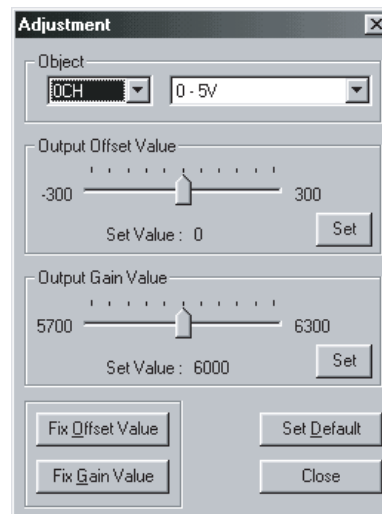 Adjustment
Object
0CH 0 - 5V
Output Offset Value
-300 300
Set Value : 0 Set
Output Gain Value
5700 6300
Set Value : 6000 Set
Fix Offset Value Set Default
Fix Gain Value Close